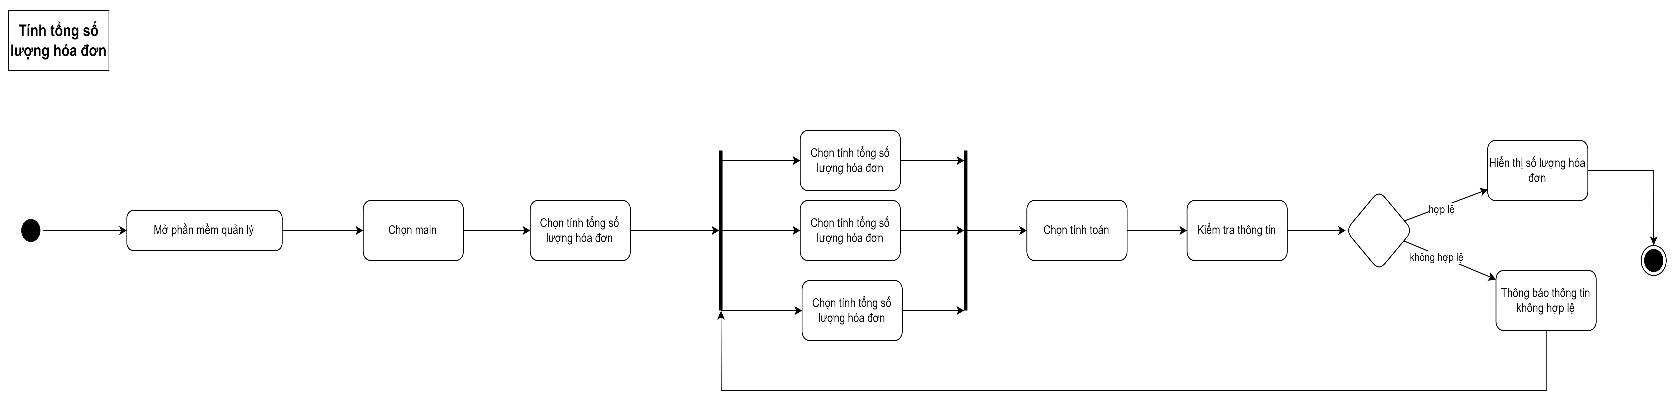 Tính tổng số
lượng hóa đơn
Mở phần mềm quản lý
Chọn main
Chọn tính tổng số
lượng hóa đơn
Chọn tính tổng số
lượng hóa đơn
Chọn tính tổng số
lượng hóa đơn
Chọn tính tổng số
lượng hóa đơn
Chọn tính toán
Kiểm tra thông tin
hợp lệ
không hợp lệ
Hiển thị số lượng hóa
đơn
Thông báo thông tin
không hợp lệ